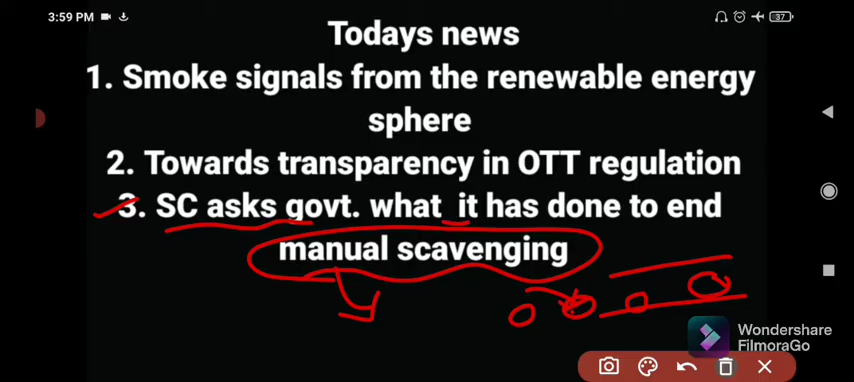 3:59 PM
37
Todays news
1. Smoke signals from the renewable energy
sphere
2. Towards transparency in OTT regulation
3. SC asks govt. what it has done to end
manual scavenging
Wondershare
FilmoraGo